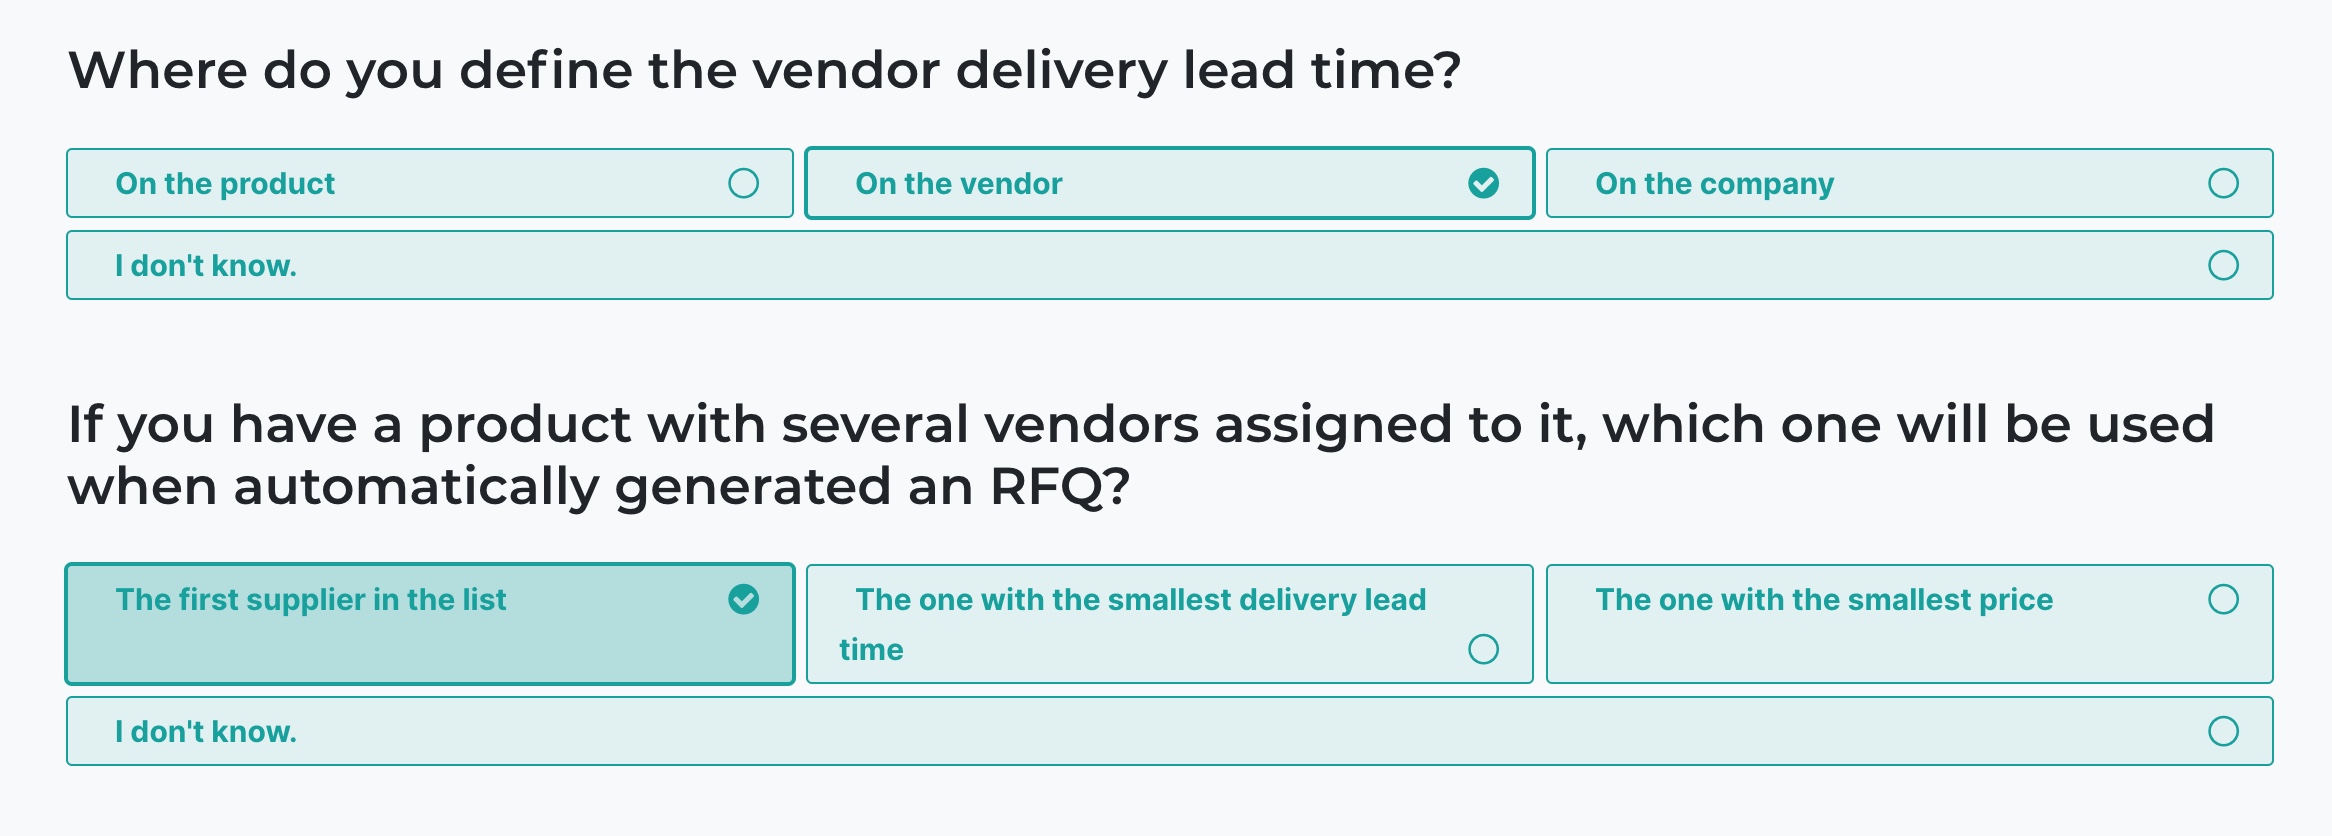 Where do you define the vendor delivery lead time?
On the product
On the vendor
On the company
I don't know.
If you have a product with several vendors assigned to it, which one will be used
when automatically generated an RFQ?
The first supplier in the list
The one with the smallest delivery lead
time
The one with the smallest price
I don't know.